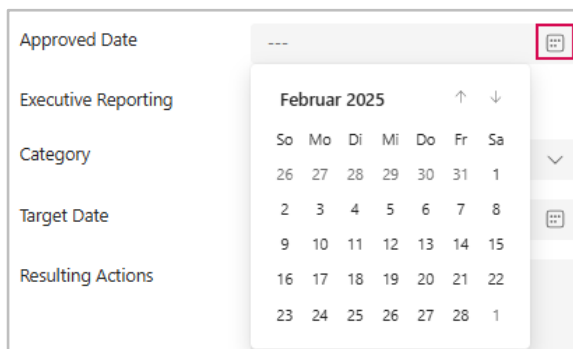 Approved Date
---
Executive Reporting
Februar 2025
So Mo Di Mi Do Fr Sa
Category
26 27 28 29 30 31 1
2 3 4 5 6 7 8
Target Date
9 10 11 12 13 14 15
Resulting Actions
16 17 18 19 20 21 22
23 24 25 26 27 28 1